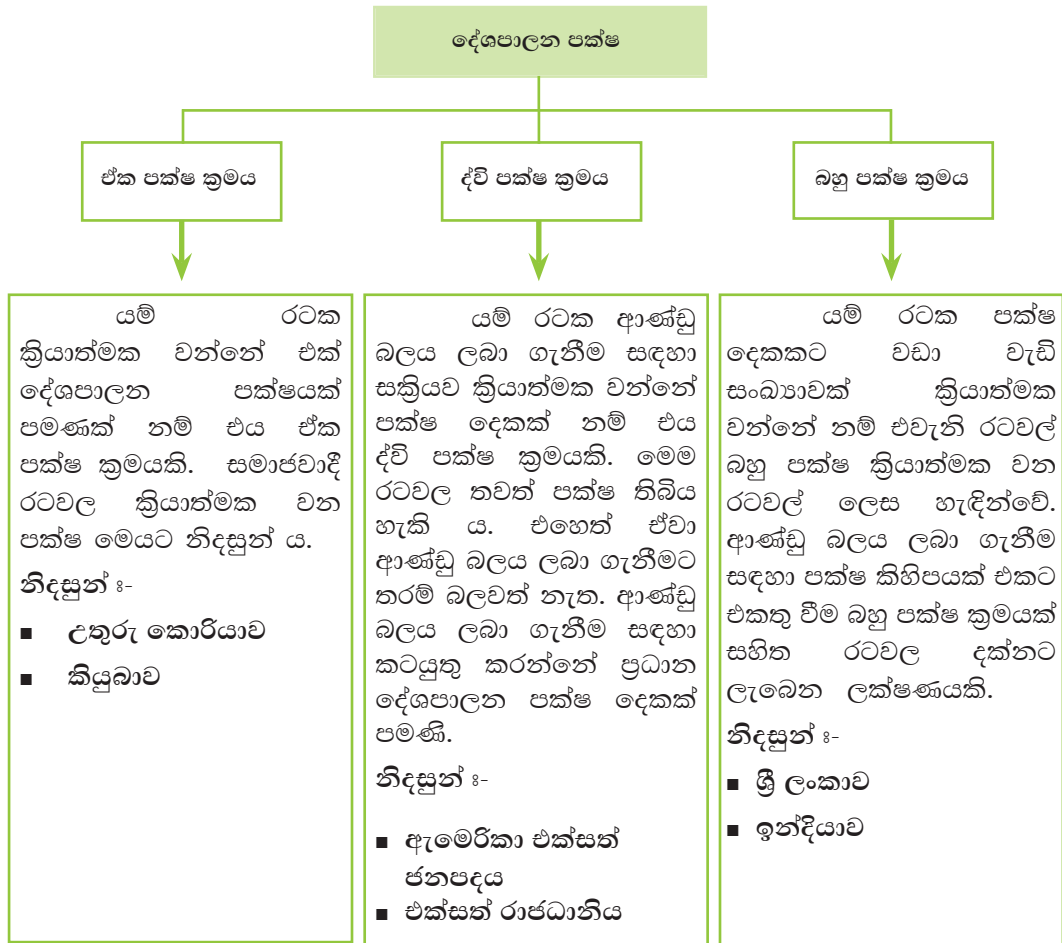 දේශපාලන පක්ෂ
ඒක පක්ෂ ක්‍රමය
ද්වි පක්ෂ ක්‍රමය
බහු පක්ෂ ක්‍රමය
යම් රටක
ක්‍රියාත්මක වන්නේ එක්
දේශපාලන පක්ෂයක්
පමණක් නම් එය ඒක
පක්ෂ ක්‍රමයකි. සමාජවාදී
රටවල ක්‍රියාත්මක වන
පක්ෂ මෙයට නිදසුන් ය.
නිදසුන් ඃ-
■ උතුරු කොරියාව
■ කියුබාව
යම් රටක ආණ්ඩු
බලය ලබා ගැනීම සඳහා
සක්‍රියව ක්‍රියාත්මක වන්නේ
පක්ෂ දෙකක් නම් එය
ද්වි පක්ෂ ක්‍රමයකි. මෙම
රටවල තවත් පක්ෂ තිබිය
හැකි ය. එහෙත් ඒවා
ආණ්ඩු බලය ලබා ගැනීමට
තරම් බලවත් නැත. ආණ්ඩු
බලය ලබා ගැනීම සඳහා
කටයුතු කරන්නේ ප්‍රධාන
දේශපාලන පක්ෂ දෙකක්
පමණි.
නිදසුන් ඃ-
■ ඇමෙරිකා එක්සත්
ජනපදය
■ එක්සත් රාජධානිය
යම් රටක පක්ෂ
දෙකකට වඩා වැඩි
සංඛ්‍යාවක් ක්‍රියාත්මක
වන්නේ නම් එවැනි රටවල්
බහු පක්ෂ ක්‍රියාත්මක වන
රටවල් ලෙස හැඳින්වේ.
ආණ්ඩු බලය ලබා ගැනීම
සඳහා පක්ෂ කිහිපයක් එකට
එකතු වීම බහු පක්ෂ ක්‍රමයක්
සහිත රටවල දක්නට
ලැබෙන ලක්ෂණයකි.
නිදසුන් ඃ-
■ ශ්‍රී ලංකාව
■ ඉන්දියාව